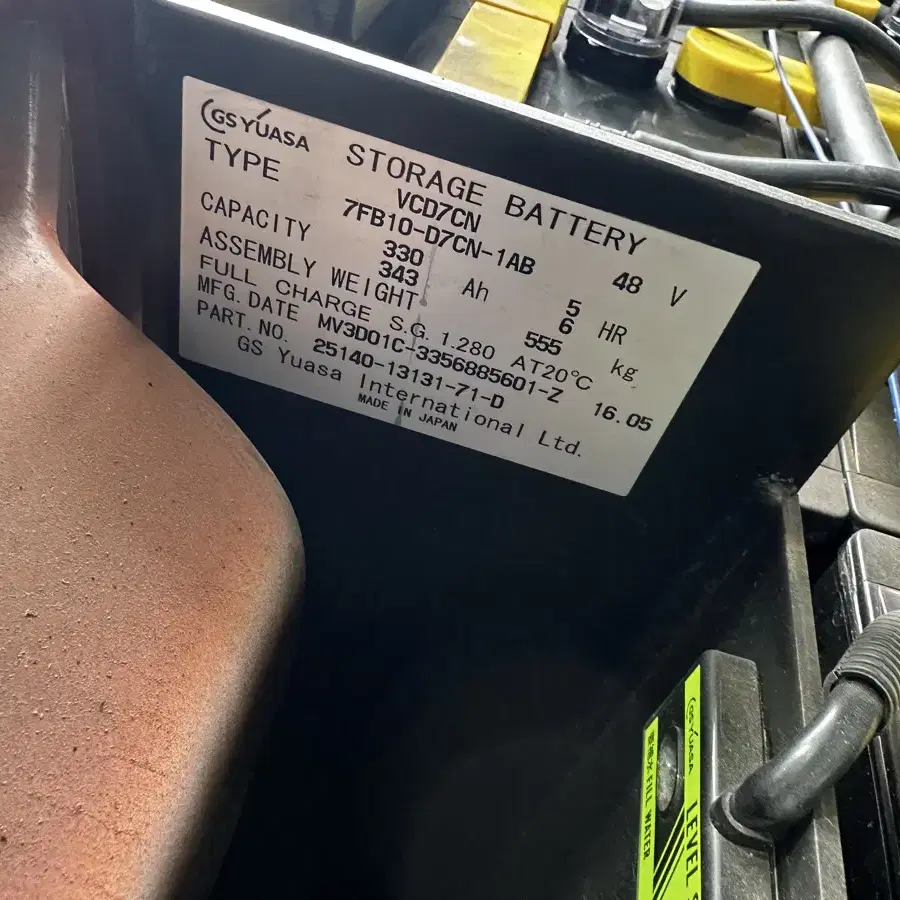 GS YUASA STORAGE BATTERY
TYPE VCD7CN
7FB10-D7CN-1AB 48 V
CAPACITY 330 Ah 5 HR
343 6
ASSEMBLY WEIGHT 555 kg
FULL CHARGE S.G. 1.280 AT20°C
MFG. DATE MV3D01C-3356885601-Z 16.05
PART. NO. 25140-13131-71-D
GS Yuasa International Ltd.
MADE IN JAPAN
GS YUASA LEVEL
FILL WATER